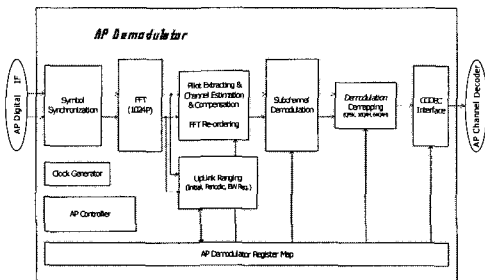 AP Demodulator
AP Digital IF
Symbol
Synchronization
FFT
(1024P)
Pilot Extracting &
Channel Estimation
& Compensation
FFT Re-ordering
Subchannel
Demodulation
Demodulation
Demapping
(QPSK, 16QAM, 64QAM)
CODEC
Interface
AP Channel Decoder
Clock Generator
UpLink Ranging
(Initial, Periodic, BW Req.)
AP Controller
AP Demodulator Register Map